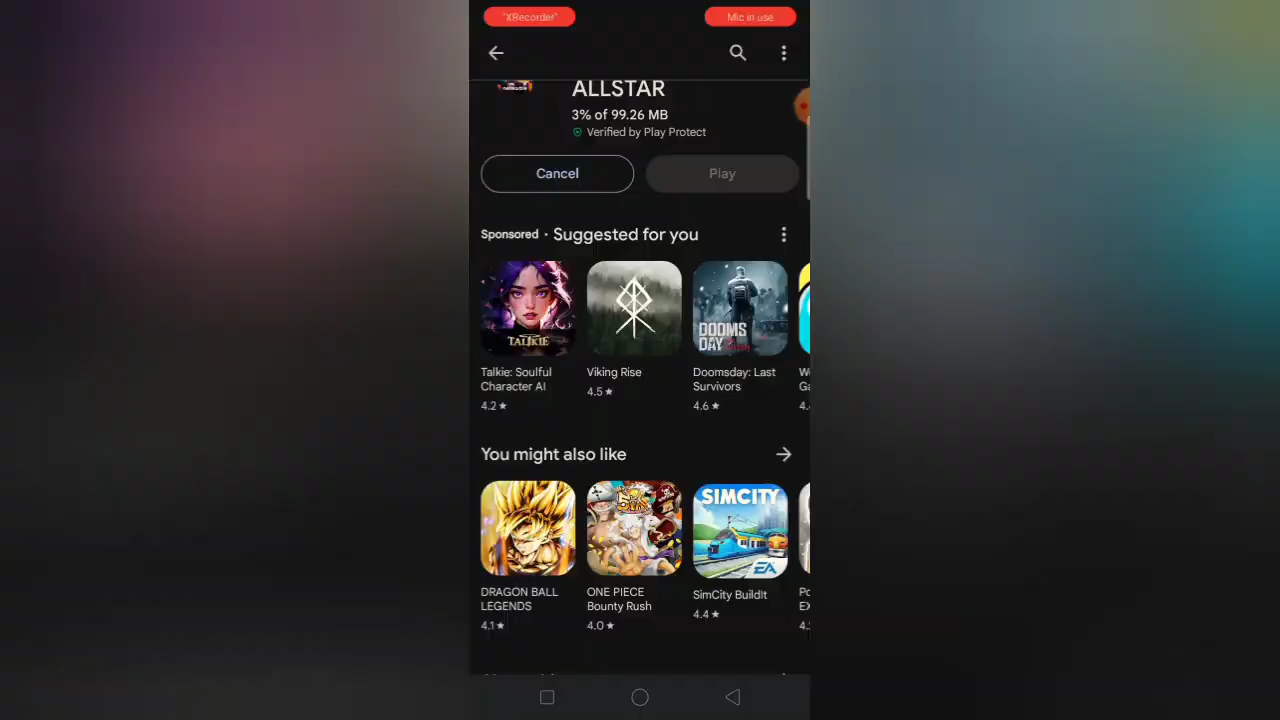 "XRecorder"
Mic in use
ALLSTAR
3% of 99.26 MB
Verified by Play Protect
Cancel
Play
Sponsored · Suggested for you
TALKIE
DOOMS
DAY
Talkie: Soulful
Character AI
4.2★
Viking Rise
4.5★
Doomsday: Last
Survivors
4.6★
You might also like
SIMCITY
EA
DRAGON BALL
LEGENDS
4.1★
ONE PIECE
Bounty Rush
4.0★
SimCity BuildIt
4.4★